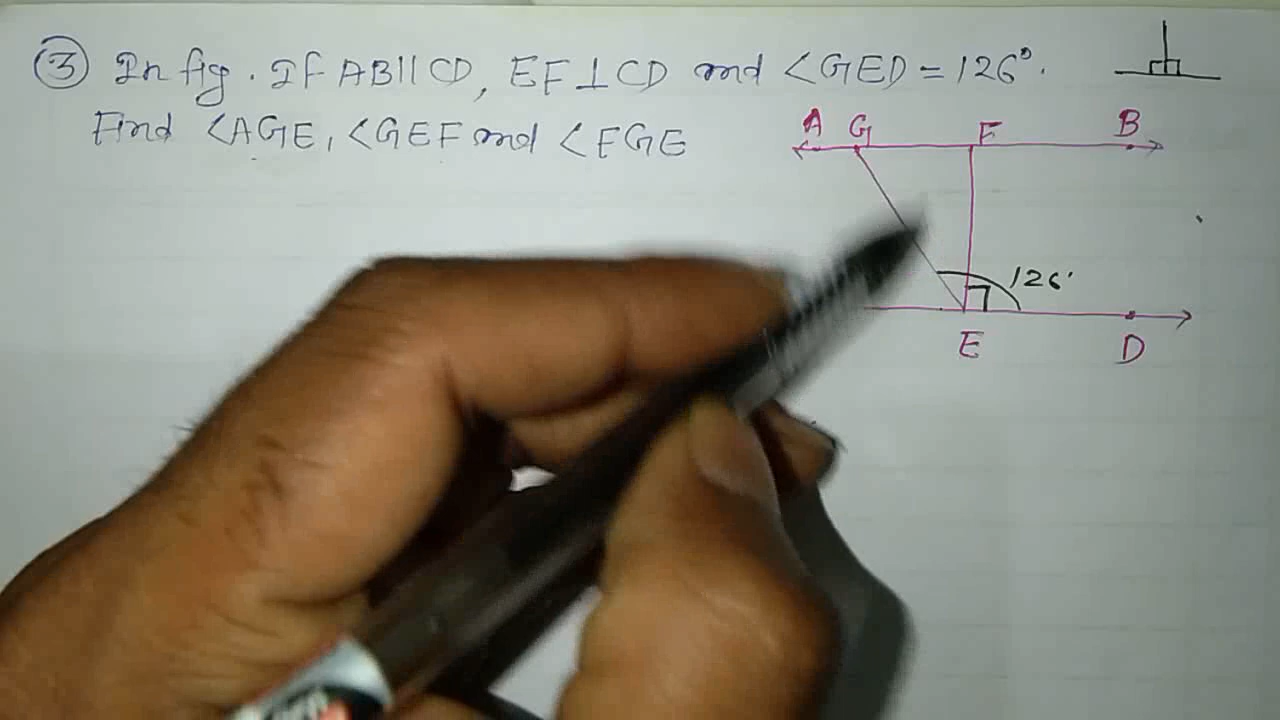 ③ In fig. If AB||CD, EF⊥CD and <GED=126°.
Find <AGE, <GEF and <FGE
A G F B
126°
E D